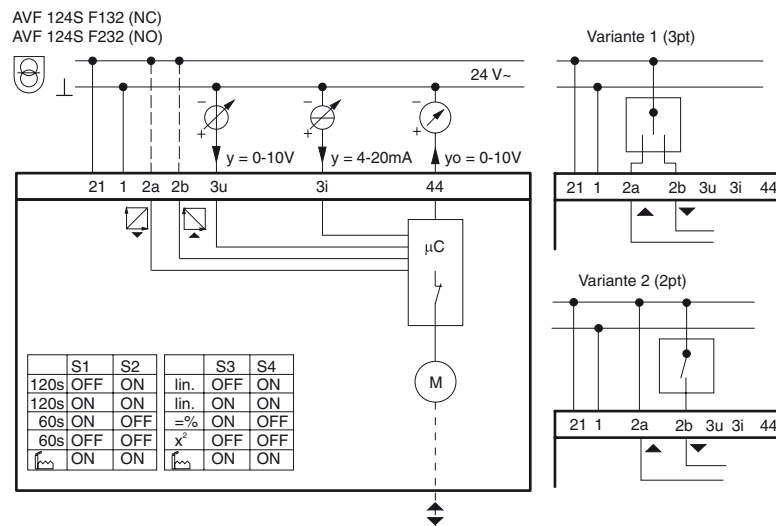 AVF 124S F132 (NC)
AVF 124S F232 (NO)
24 V~
y = 0-10V
y = 4-20mA
yo = 0-10V
21 1 2a 2b 3u 3i 44
µC
M
S1 S2
120s OFF ON
120s ON ON
60s ON OFF
60s OFF OFF
ON ON
S3 S4
lin. OFF ON
lin. ON ON
=% ON OFF
x² OFF OFF
ON ON
Variante 1 (3pt)
21 1 2a 2b 3u 3i 44
Variante 2 (2pt)
21 1 2a 2b 3u 3i 44